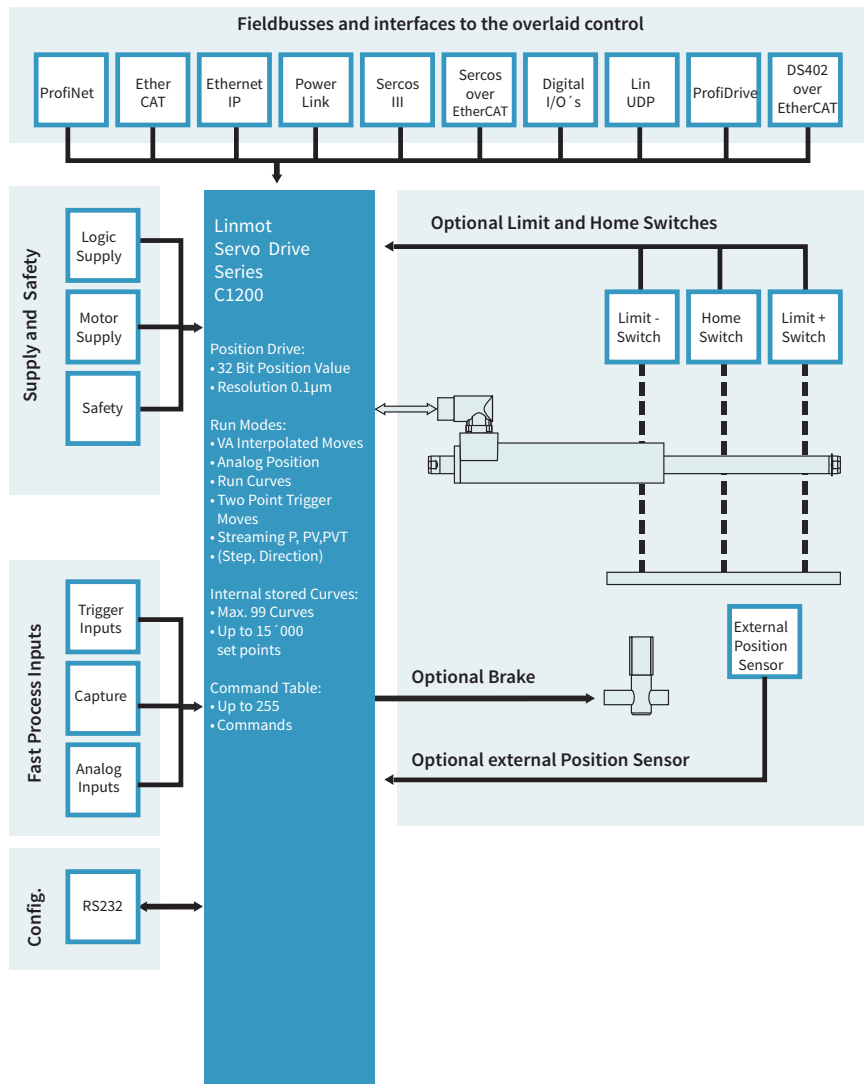 Fieldbusses and interfaces to the overlaid control
ProfiNet
Ether
CAT
Ethernet
IP
Power
Link
Sercos
III
Sercos
over
EtherCAT
Digital
I/O´s
Lin
UDP
ProfiDrive
DS402
over
EtherCAT
Supply and Safety
Logic
Supply
Motor
Supply
Safety
Linmot
Servo Drive
Series
C1200
Position Drive:
• 32 Bit Position Value
• Resolution 0.1µm
Run Modes:
• VA Interpolated Moves
• Analog Position
• Run Curves
• Two Point Trigger
Moves
• Streaming P, PV,PVT
• (Step, Direction)
Internal stored Curves:
• Max. 99 Curves
• Up to 15´000
set points
Command Table:
• Up to 255
• Commands
Optional Limit and Home Switches
Limit -
Switch
Home
Switch
Limit +
Switch
Fast Process Inputs
Trigger
Inputs
Capture
Analog
Inputs
External
Position
Sensor
Optional Brake
Optional external Position Sensor
Config.
RS232